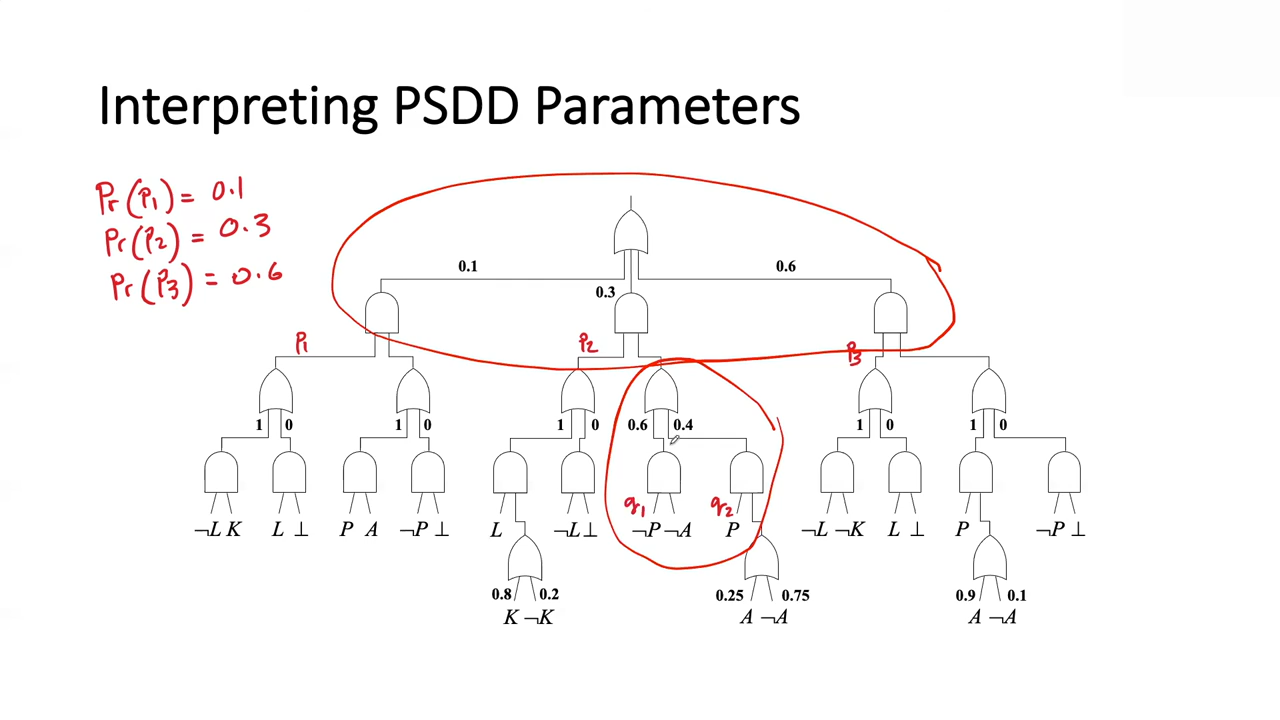 Interpreting PSDD Parameters
Pr(P1) = 0.1
Pr(P2) = 0.3
Pr(P3) = 0.6
0.1 0.6
0.3
P1 P2 P3
1 0 1 0 1 0 0.6 0.4 1 0 1 0
q1 q2
¬L K L ⊥ P A ¬P ⊥ L ¬L ⊥ ¬P ¬A P ¬L ¬K L ⊥ P ¬P ⊥
0.8 0.2 0.25 0.75 0.9 0.1
K ¬K A ¬A A ¬A